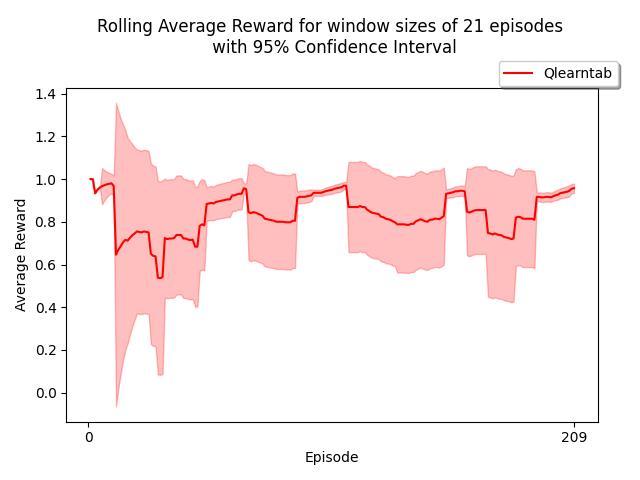 Rolling Average Reward for window sizes of 21 episodes
with 95% Confidence Interval
Qlearntab
1.4
1.2
1.0
0.8
0.6
0.4
0.2
0.0
Average Reward
0
209
Episode